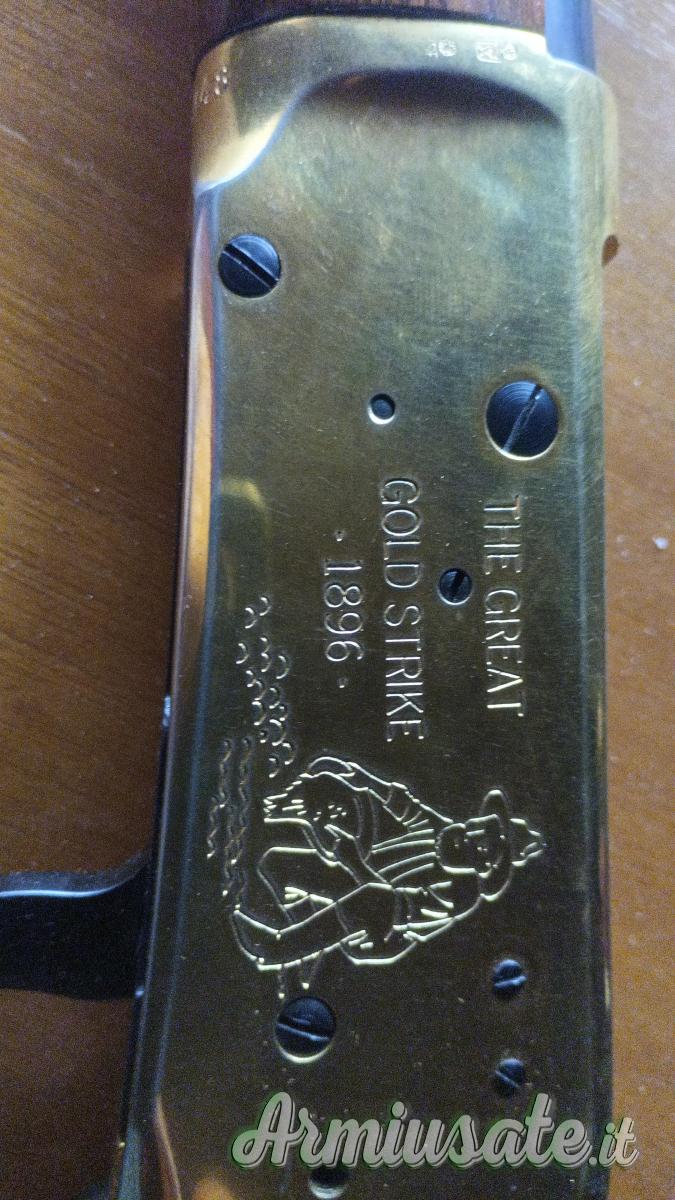 THE GREAT
GOLD STRIKE
· 1896 ·
Armiusate.it